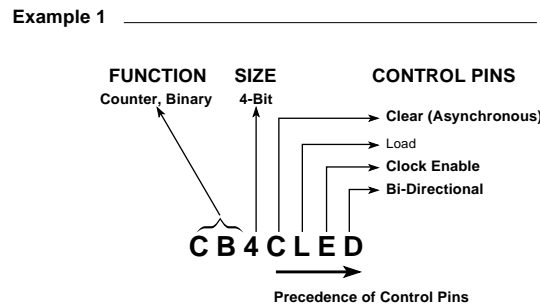 Example 1
FUNCTION SIZE CONTROL PINS
Counter, Binary 4-Bit
Clear (Asynchronous)
Load
Clock Enable
Bi-Directional
CB4CLED
Precedence of Control Pins